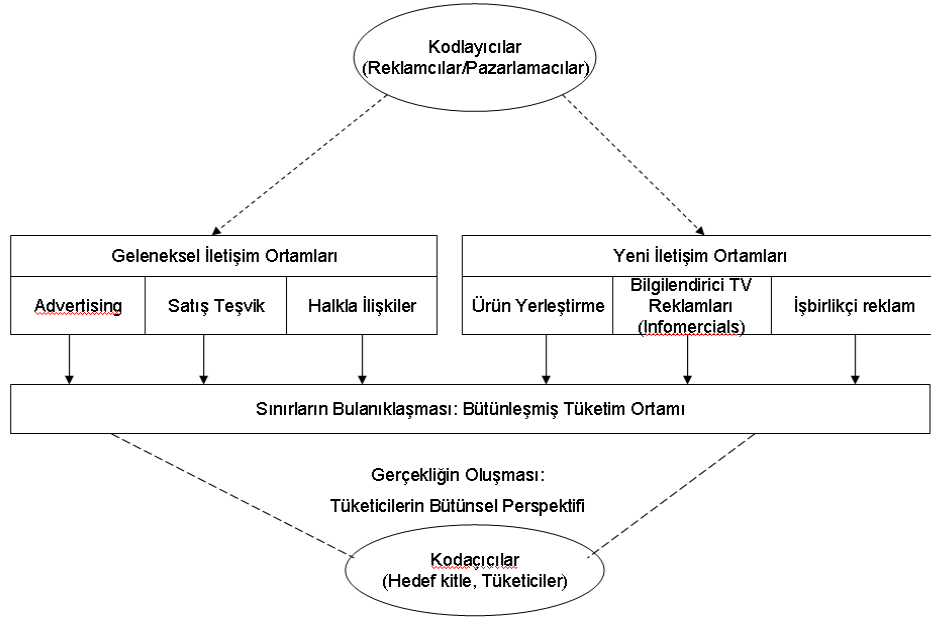 Kodlayıcılar
(Reklamcılar/Pazarlamacılar)
Geleneksel İletişim Ortamları
Yeni İletişim Ortamları
Advertising
Satış Teşvik
Halkla İlişkiler
Ürün Yerleştirme
Bilgilendirici TV
Reklamları
(Infomercials)
İşbirlikçi reklam
Sınırların Bulanıklaşması: Bütünleşmiş Tüketim Ortamı
Gerçekliğin Oluşması:
Tüketicilerin Bütünsel Perspektifi
Kodaçıcılar
(Hedef kitle, Tüketiciler)